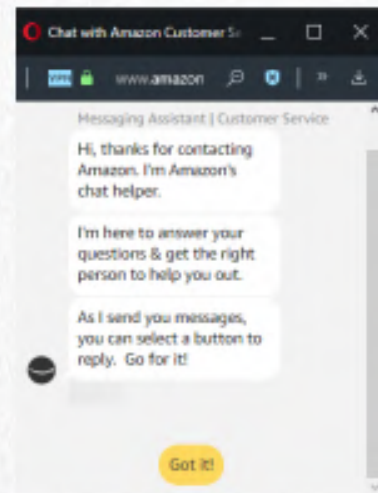 Chat with Amazon Customer Se
VPN www.amazon »
Messaging Assistant | Customer Service
Hi, thanks for contacting
Amazon. I'm Amazon's
chat helper.
I'm here to answer your
questions & get the right
person to help you out.
As I send you messages,
you can select a button to
reply. Go for it!
Got it!